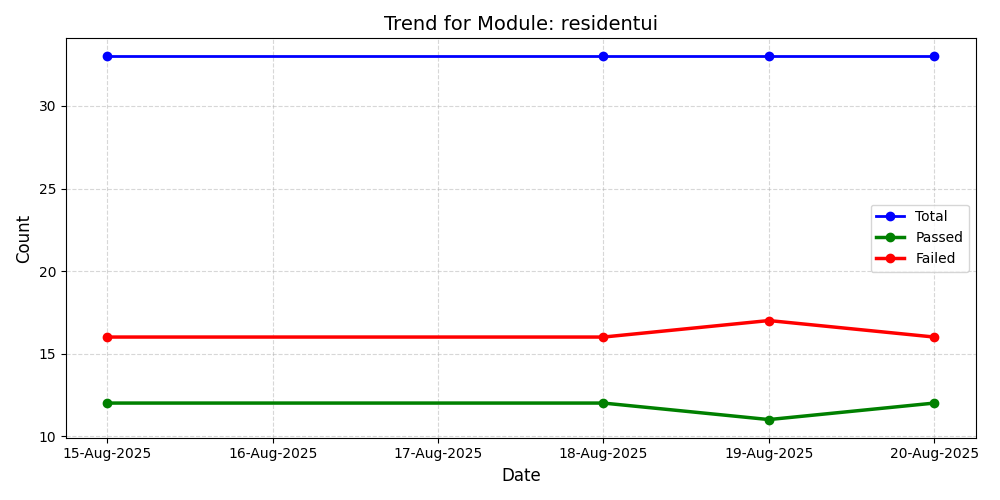 Trend for Module: residentui
Count
30
25
20
15
10
Total
Passed
Failed
15-Aug-2025
16-Aug-2025
17-Aug-2025
18-Aug-2025
19-Aug-2025
20-Aug-2025
Date